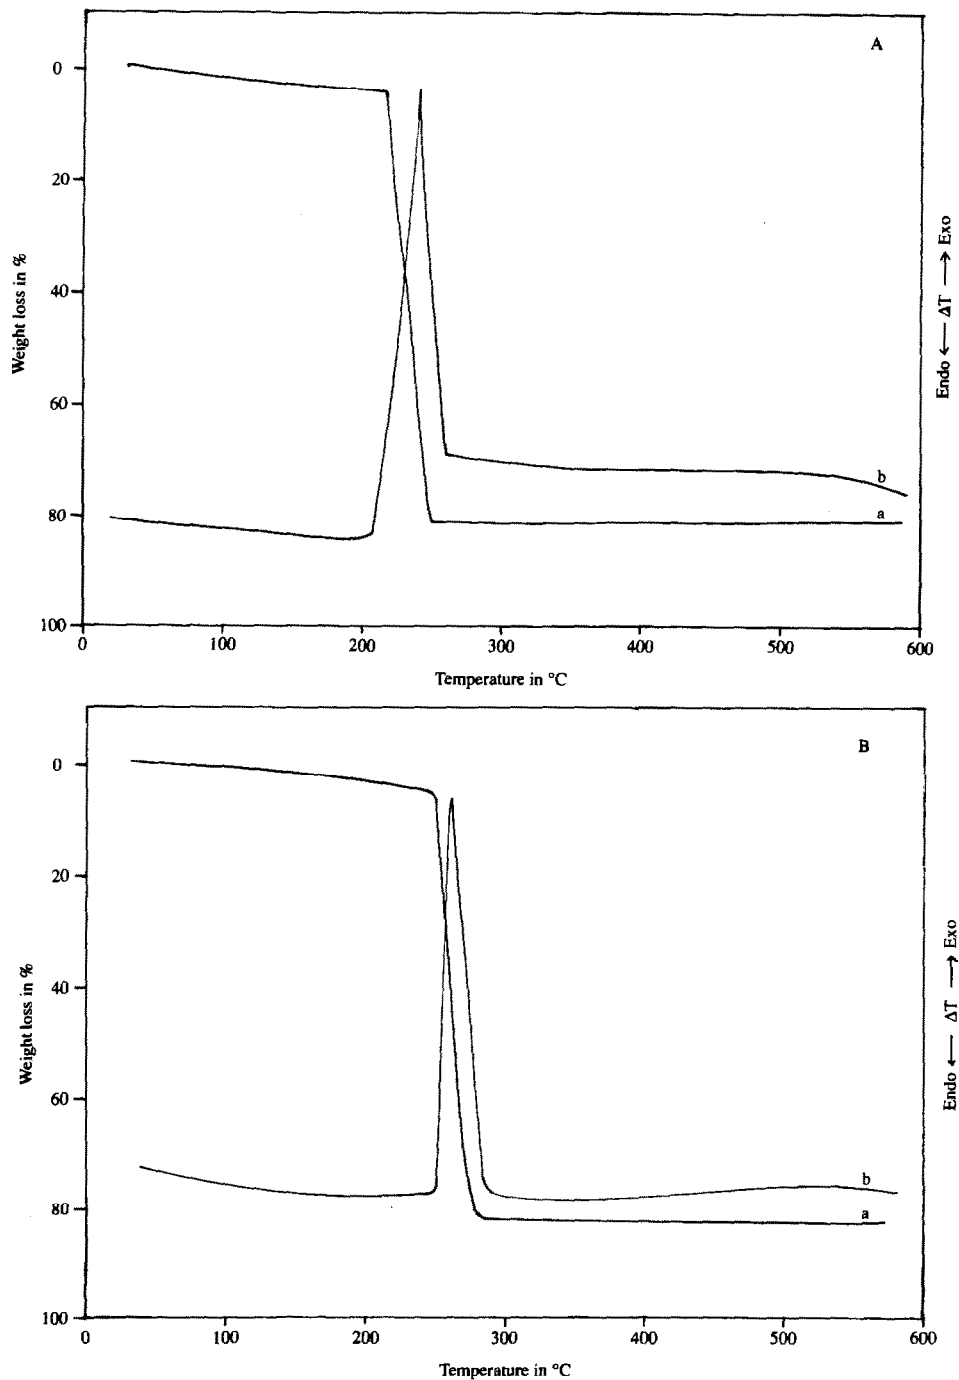 A
0
20
40
60
80
100
Weight loss in %
Endo ← ΔT → Exo
b
a
0 100 200 300 400 500 600
Temperature in °C
B
0
20
40
60
80
100
Weight loss in %
Endo ← ΔT → Exo
b
a
0 100 200 300 400 500 600
Temperature in °C